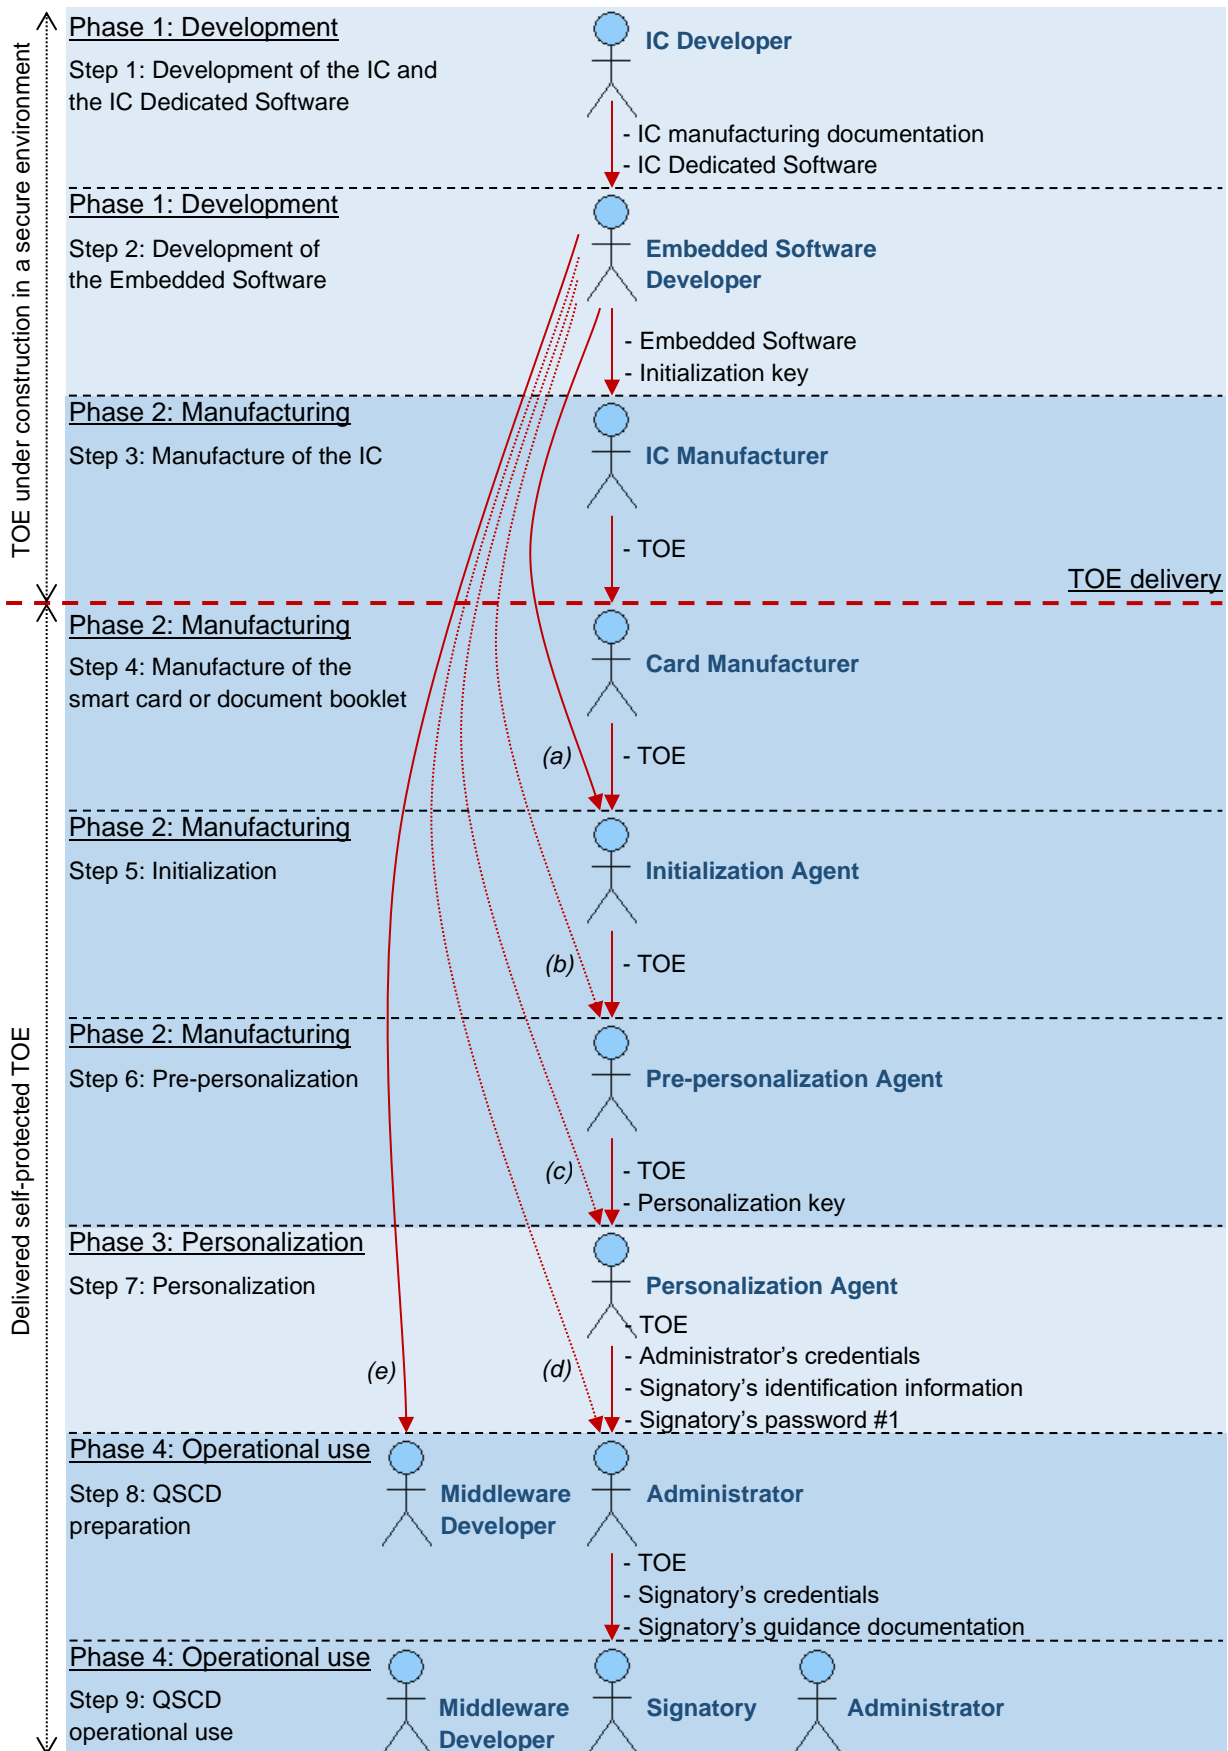 TOE under construction in a secure environment
Delivered self-protected TOE
Phase 1: Development
IC Developer
Step 1: Development of the IC and
the IC Dedicated Software
- IC manufacturing documentation
- IC Dedicated Software
Phase 1: Development
Step 2: Development of
the Embedded Software
Embedded Software
Developer
- Embedded Software
- Initialization key
Phase 2: Manufacturing
Step 3: Manufacture of the IC
IC Manufacturer
- TOE
TOE delivery
Phase 2: Manufacturing
Step 4: Manufacture of the
smart card or document booklet
Card Manufacturer
(a)
- TOE
Phase 2: Manufacturing
Step 5: Initialization
Initialization Agent
(b)
- TOE
Phase 2: Manufacturing
Step 6: Pre-personalization
Pre-personalization Agent
(c)
- TOE
- Personalization key
Phase 3: Personalization
Step 7: Personalization
Personalization Agent
(e)
(d)
- TOE
- Administrator’s credentials
- Signatory’s identification information
- Signatory’s password #1
Phase 4: Operational use
Step 8: QSCD
preparation
Middleware
Developer
Administrator
- TOE
- Signatory’s credentials
- Signatory’s guidance documentation
Phase 4: Operational use
Step 9: QSCD
operational use
Middleware
Developer
Signatory
Administrator